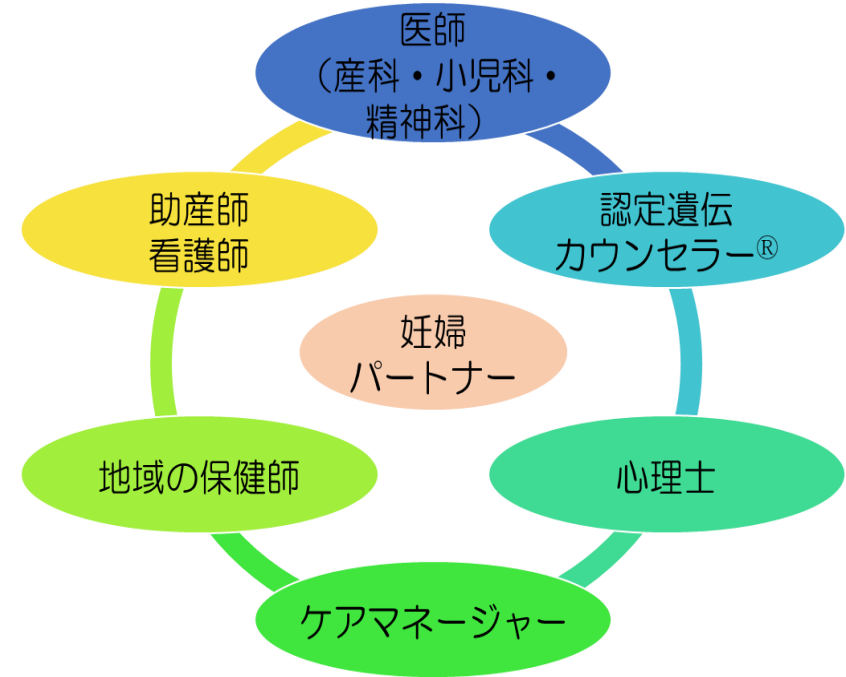 医師
（産科・小児科・
精神科）
認定遺伝
カウンセラー®
心理士
ケアマネージャー
地域の保健師
助産師
看護師
妊婦
パートナー